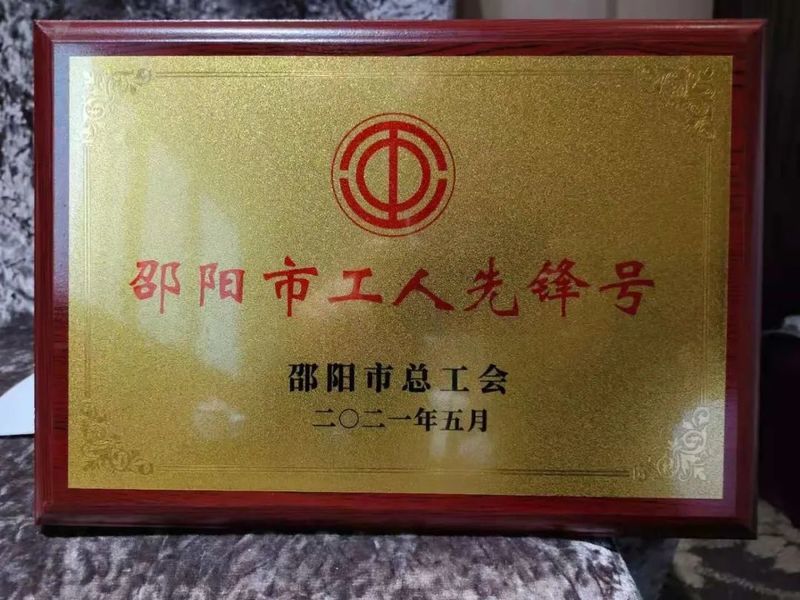 邵阳市工人先锋号
邵阳市总工会
二〇二一年五月